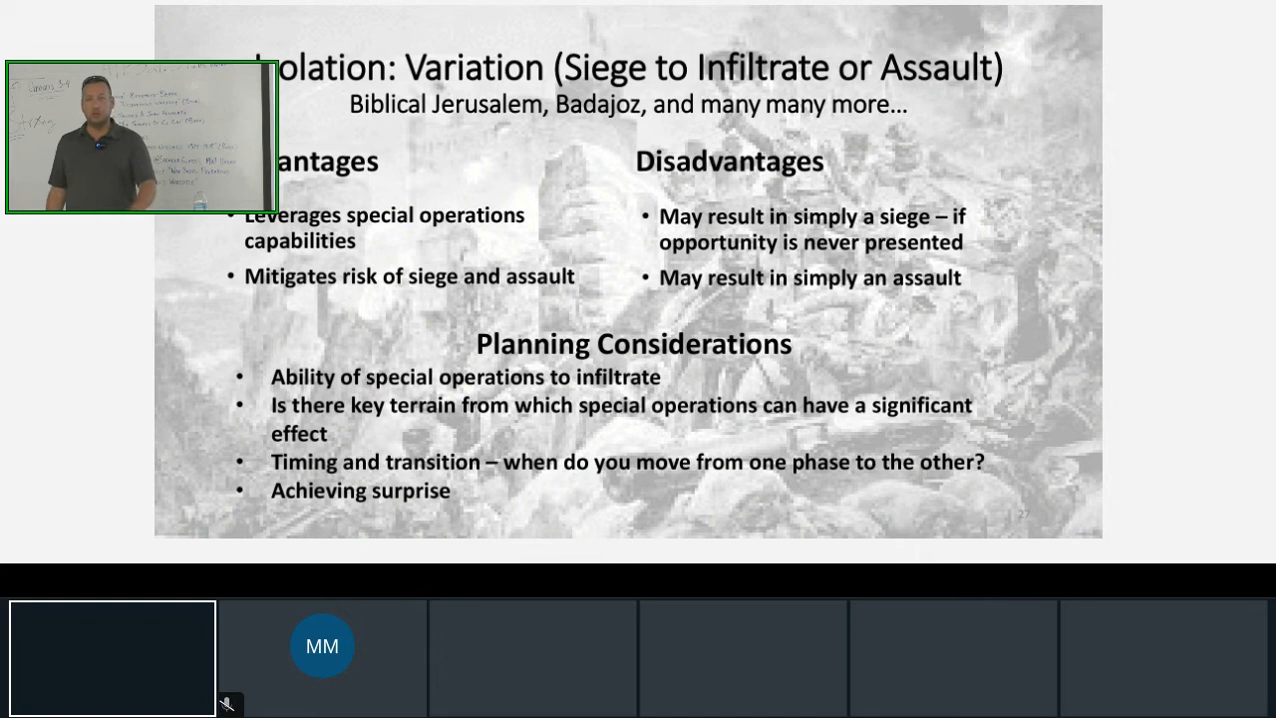 olation: Variation (Siege to Infiltrate or Assault)
Biblical Jerusalem, Badajoz, and many many more...
antages
Leverages special operations
capabilities
• Mitigates risk of siege and assault
Disadvantages
• May result in simply a siege – if
opportunity is never presented
• May result in simply an assault
Planning Considerations
• Ability of special operations to infiltrate
• Is there key terrain from which special operations can have a significant
effect
• Timing and transition – when do you move from one phase to the other?
• Achieving surprise
27
MM